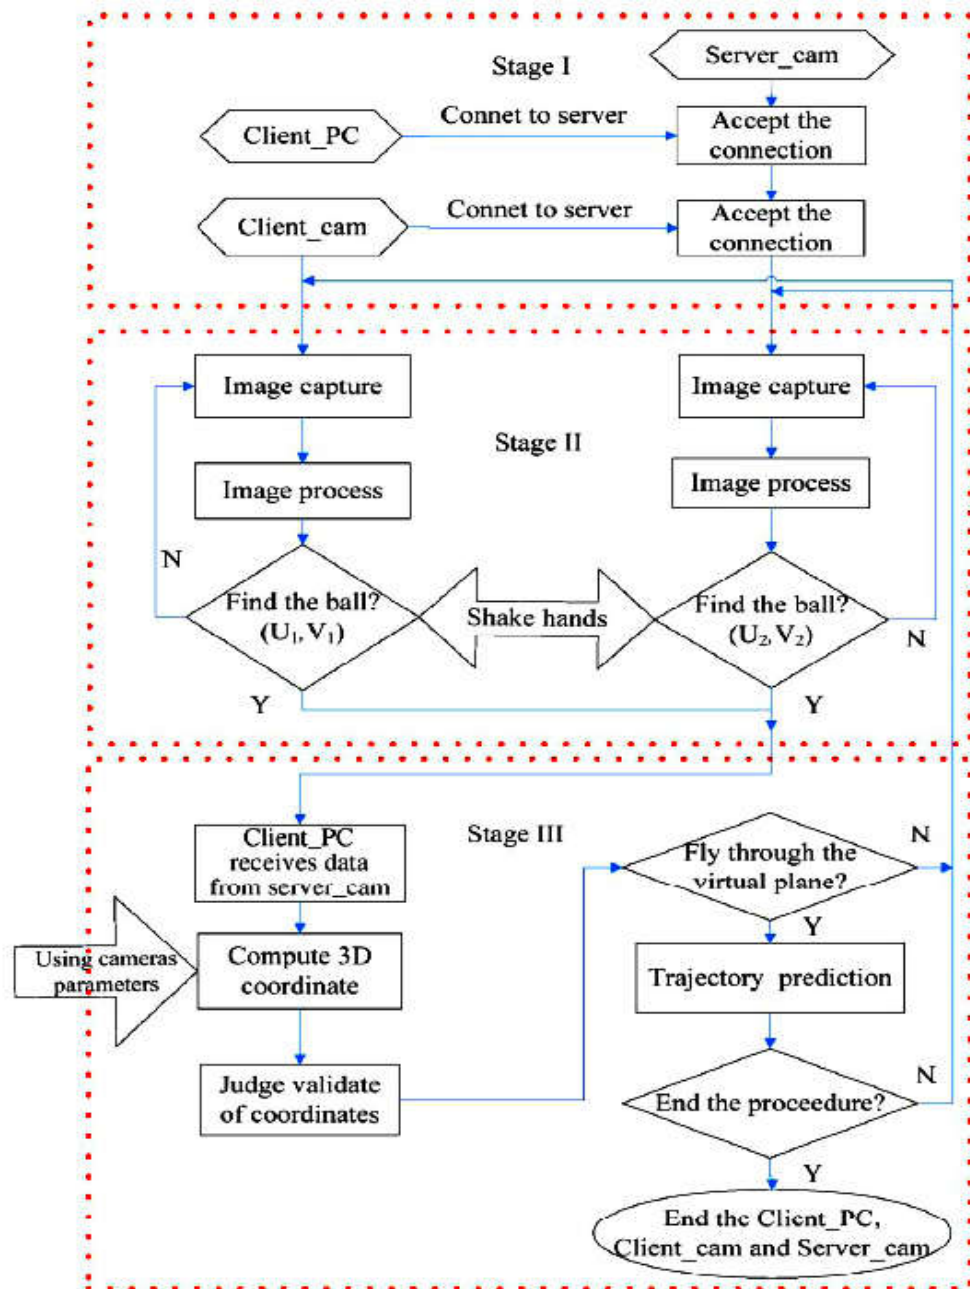 Stage I
Server_cam
Client_PC
Connet to server
Accept the
connection
Client_cam
Connet to server
Accept the
connection
Image capture
Image capture
Stage II
Image process
Image process
N
Find the ball?
(U₁,V₁)
Shake hands
Find the ball?
(U₂,V₂)
N
Y
Y
Stage III
Client_PC
receives data
from server_cam
Fly through the
virtual plane?
N
Y
Using cameras
parameters
Compute 3D
coordinate
Trajectory prediction
Judge validate
of coordinates
End the proceedure?
N
Y
End the Client_PC,
Client_cam and Server_cam